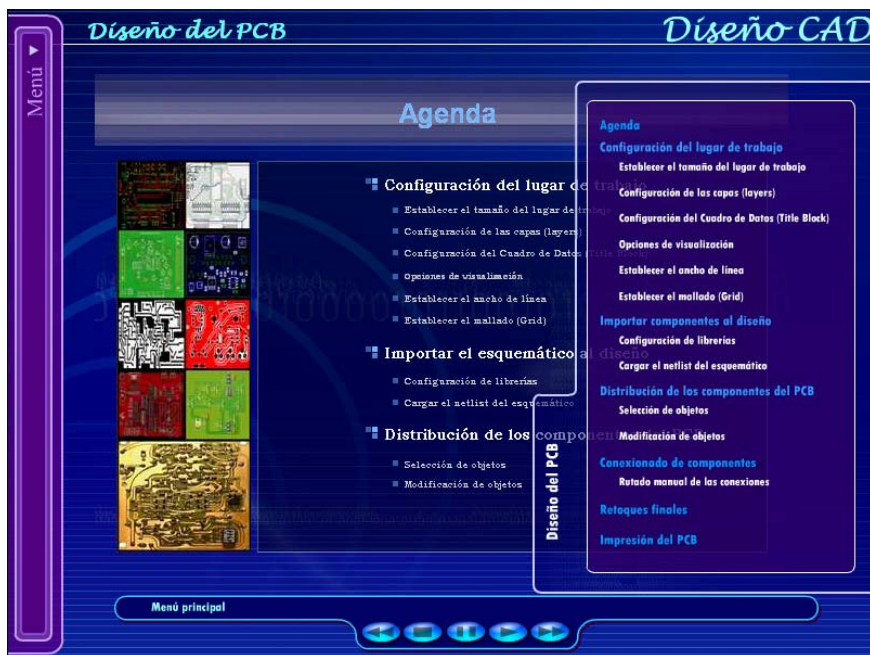 Diseño del PCB
Diseño CAD
Menú
Agenda
Configuración del lugar de trabajo
Establecer el tamaño del lugar de trabajo
Configuración de las capas (layers)
Configuración del Cuadro de Datos (Title Block)
Opciones de visualización
Establecer el ancho de línea
Establecer el mallado (Grid)
Importar el esquemático al diseño
Configuración de librerías
Cargar el netlist del esquemático
Distribución de los componentes del PCB
Selección de objetos
Modificación de objetos
Diseño del PCB
Agenda
Configuración del lugar de trabajo
Establecer el tamaño del lugar de trabajo
Configuración de las capas (layers)
Configuración del Cuadro de Datos (Title Block)
Opciones de visualización
Establecer el ancho de línea
Establecer el mallado (Grid)
Importar componentes al diseño
Configuración de librerías
Cargar el netlist del esquemático
Distribución de los componentes del PCB
Selección de objetos
Modificación de objetos
Conexionado de componentes
Rutado manual de las conexiones
Retoques finales
Impresión del PCB
Menú principal